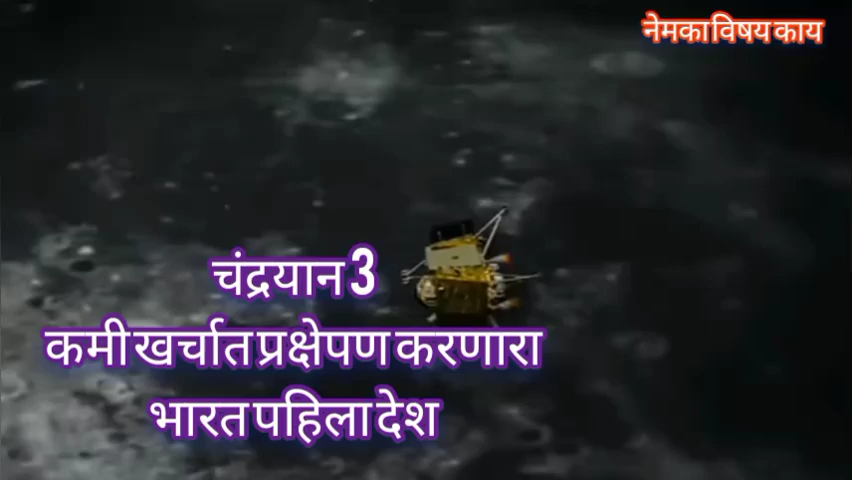 नेमका विषय काय
चंद्रयान 3
कमी खर्चात प्रक्षेपण करणारा
भारत पहिला देश